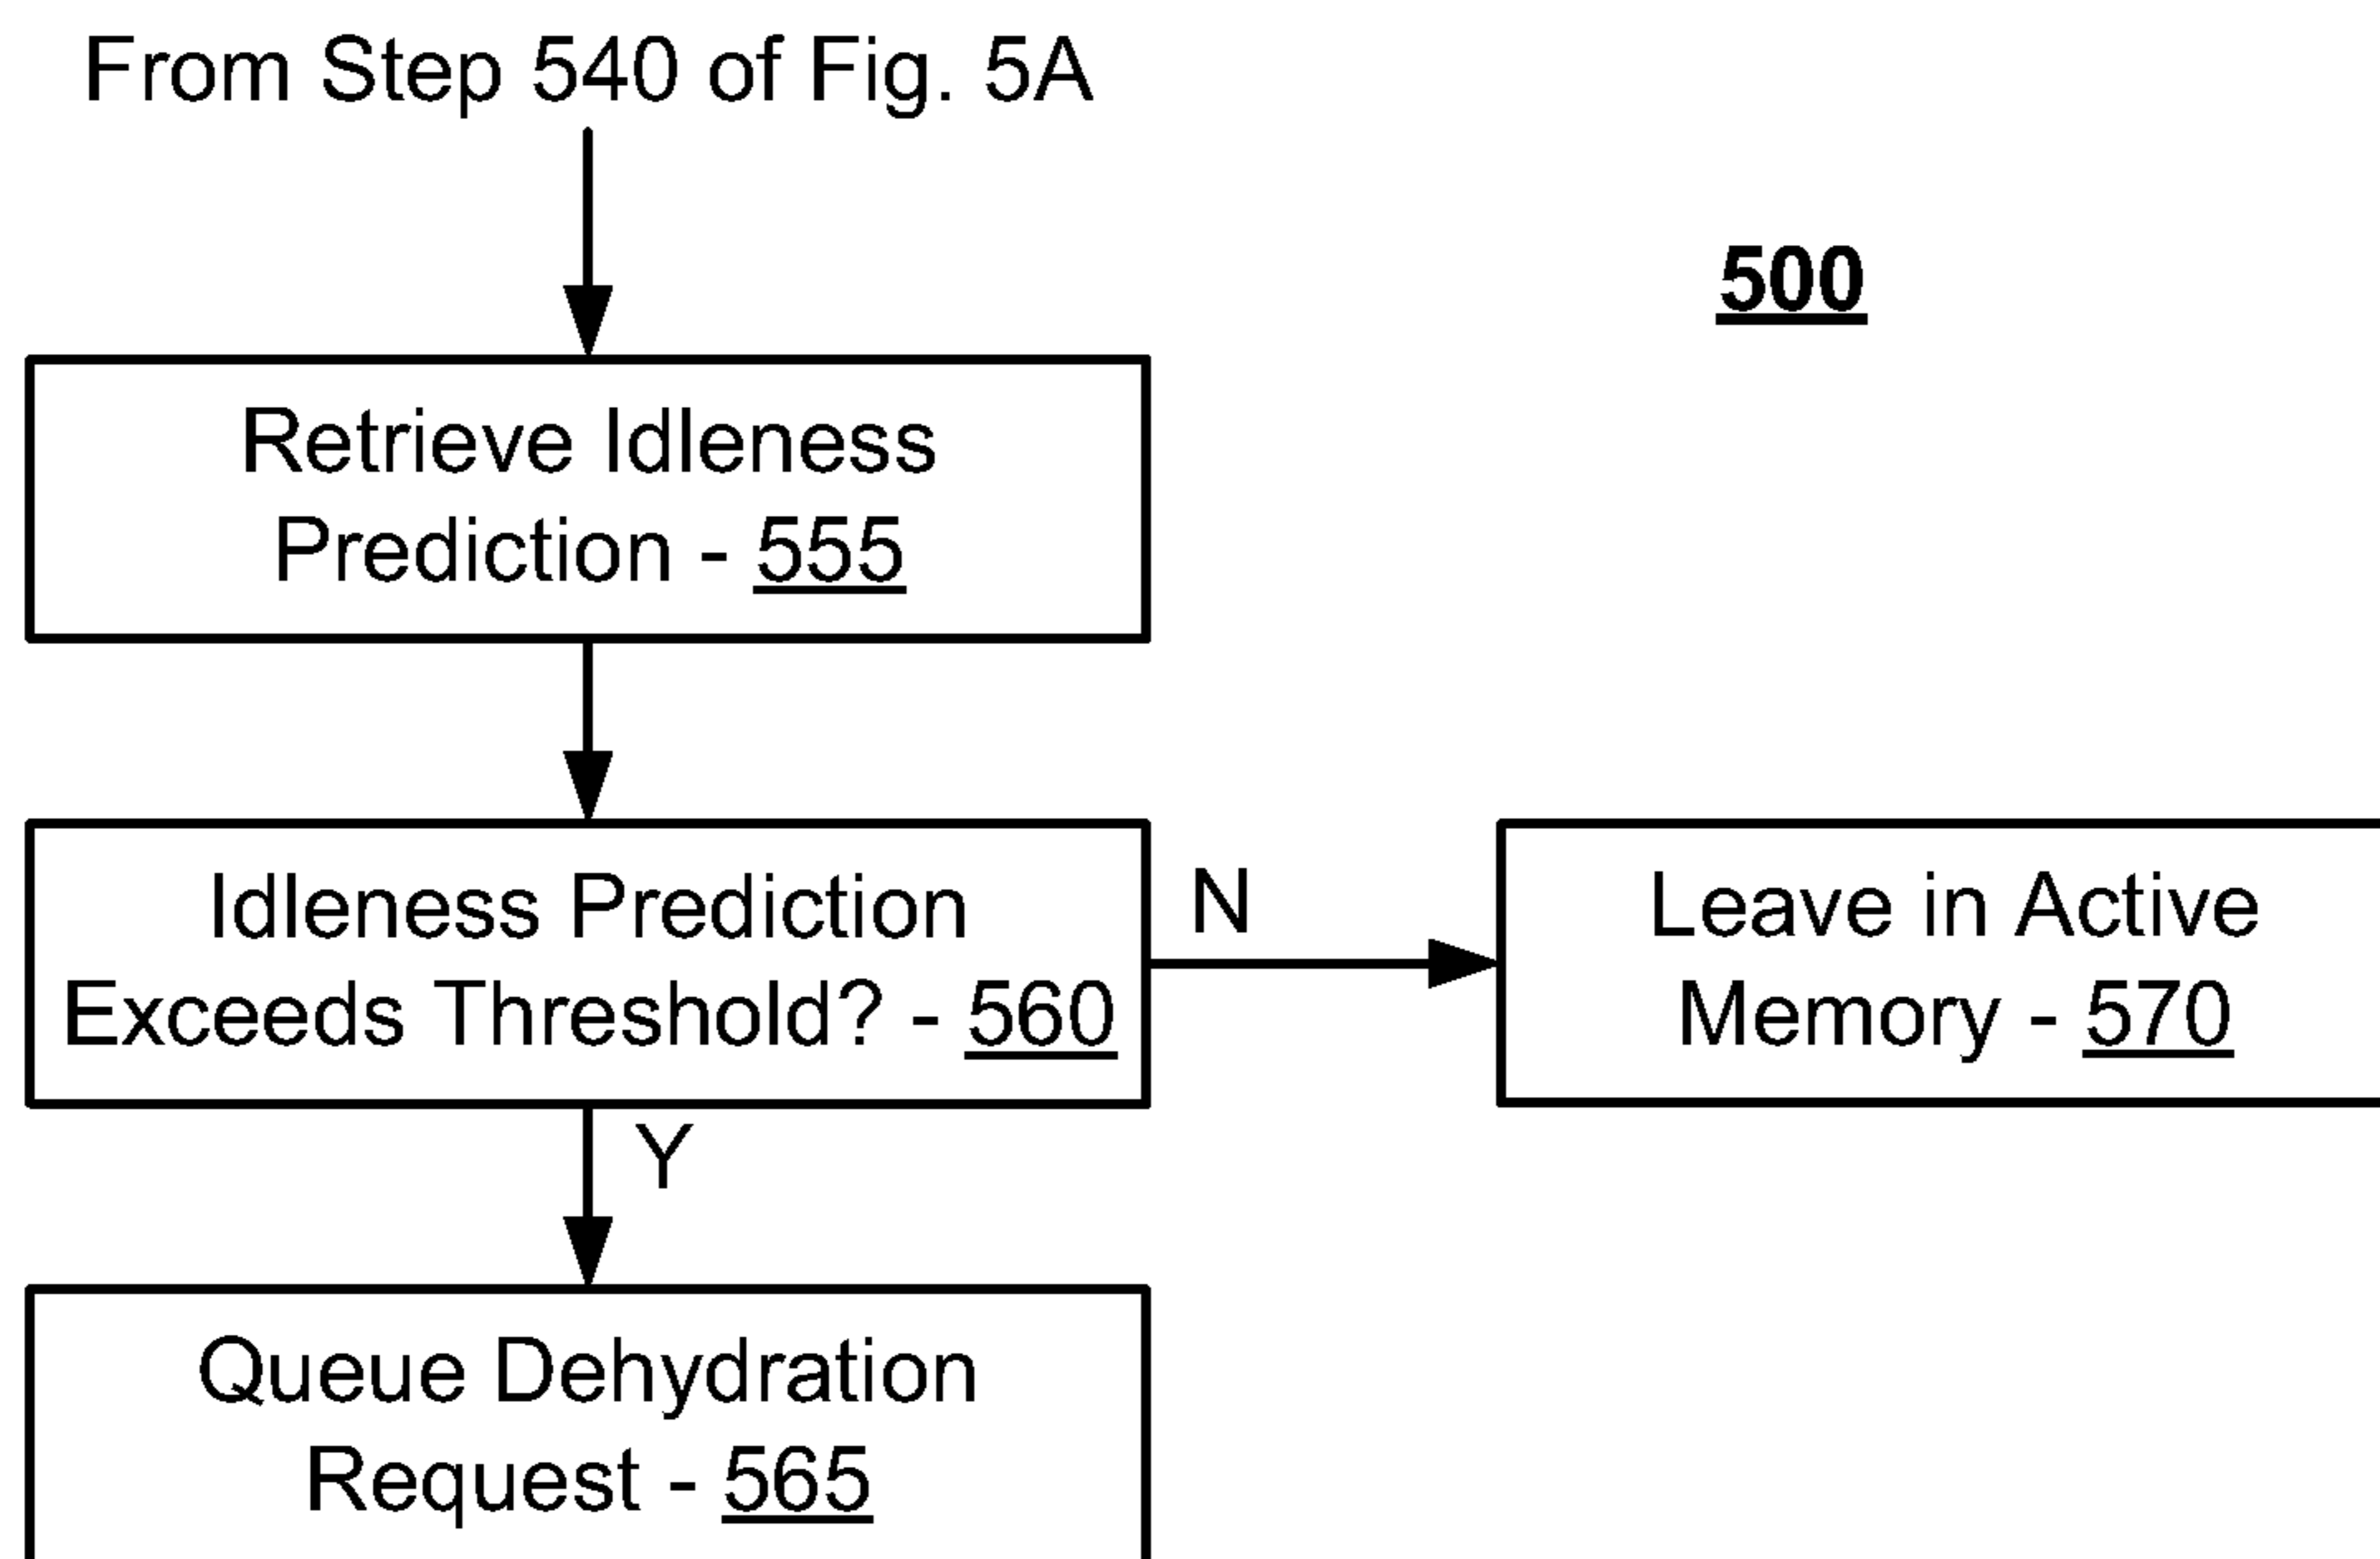 From Step 540 of Fig. 5A
500
Retrieve Idleness
Prediction - 555
Idleness Prediction
Exceeds Threshold? - 560
N
Leave in Active
Memory - 570
Y
Queue Dehydration
Request - 565